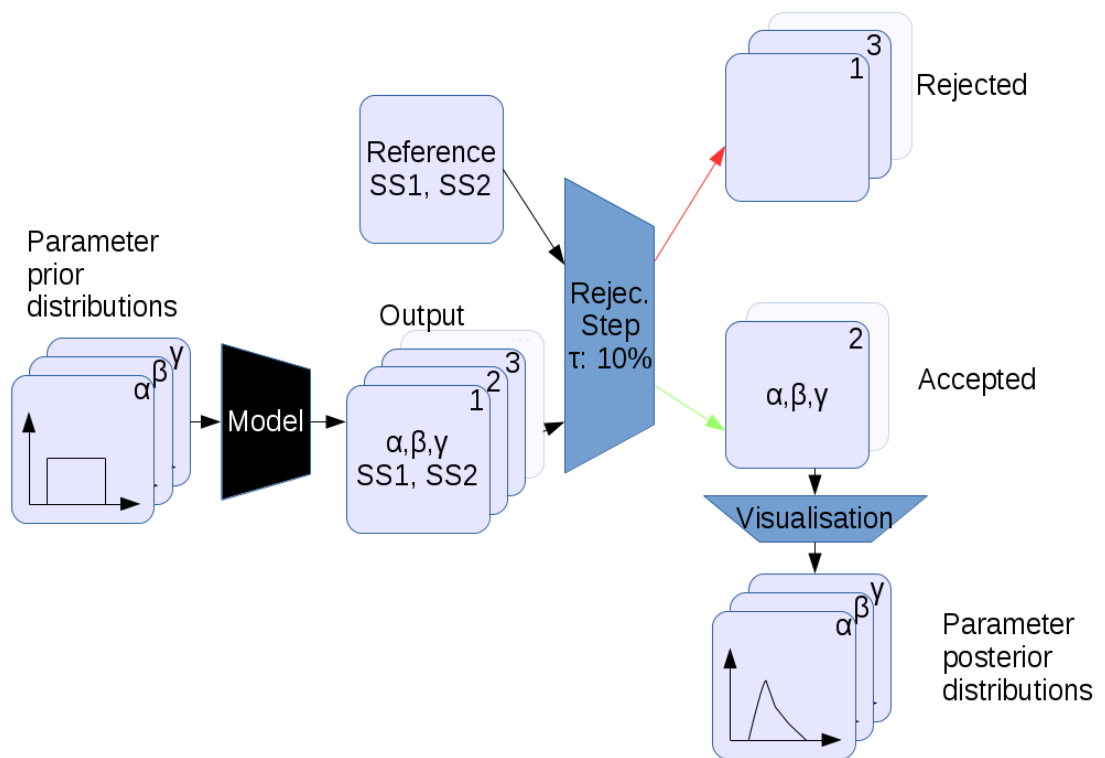 3
1
Rejected
Reference
SS1, SS2
Parameter
prior
distributions
γ
β
α
Model
Output
...
3
2
1
α,β,γ
SS1, SS2
Rejec.
Step
τ: 10%
2
α,β,γ
Accepted
Visualisation
γ
β
α
Parameter
posterior
distributions